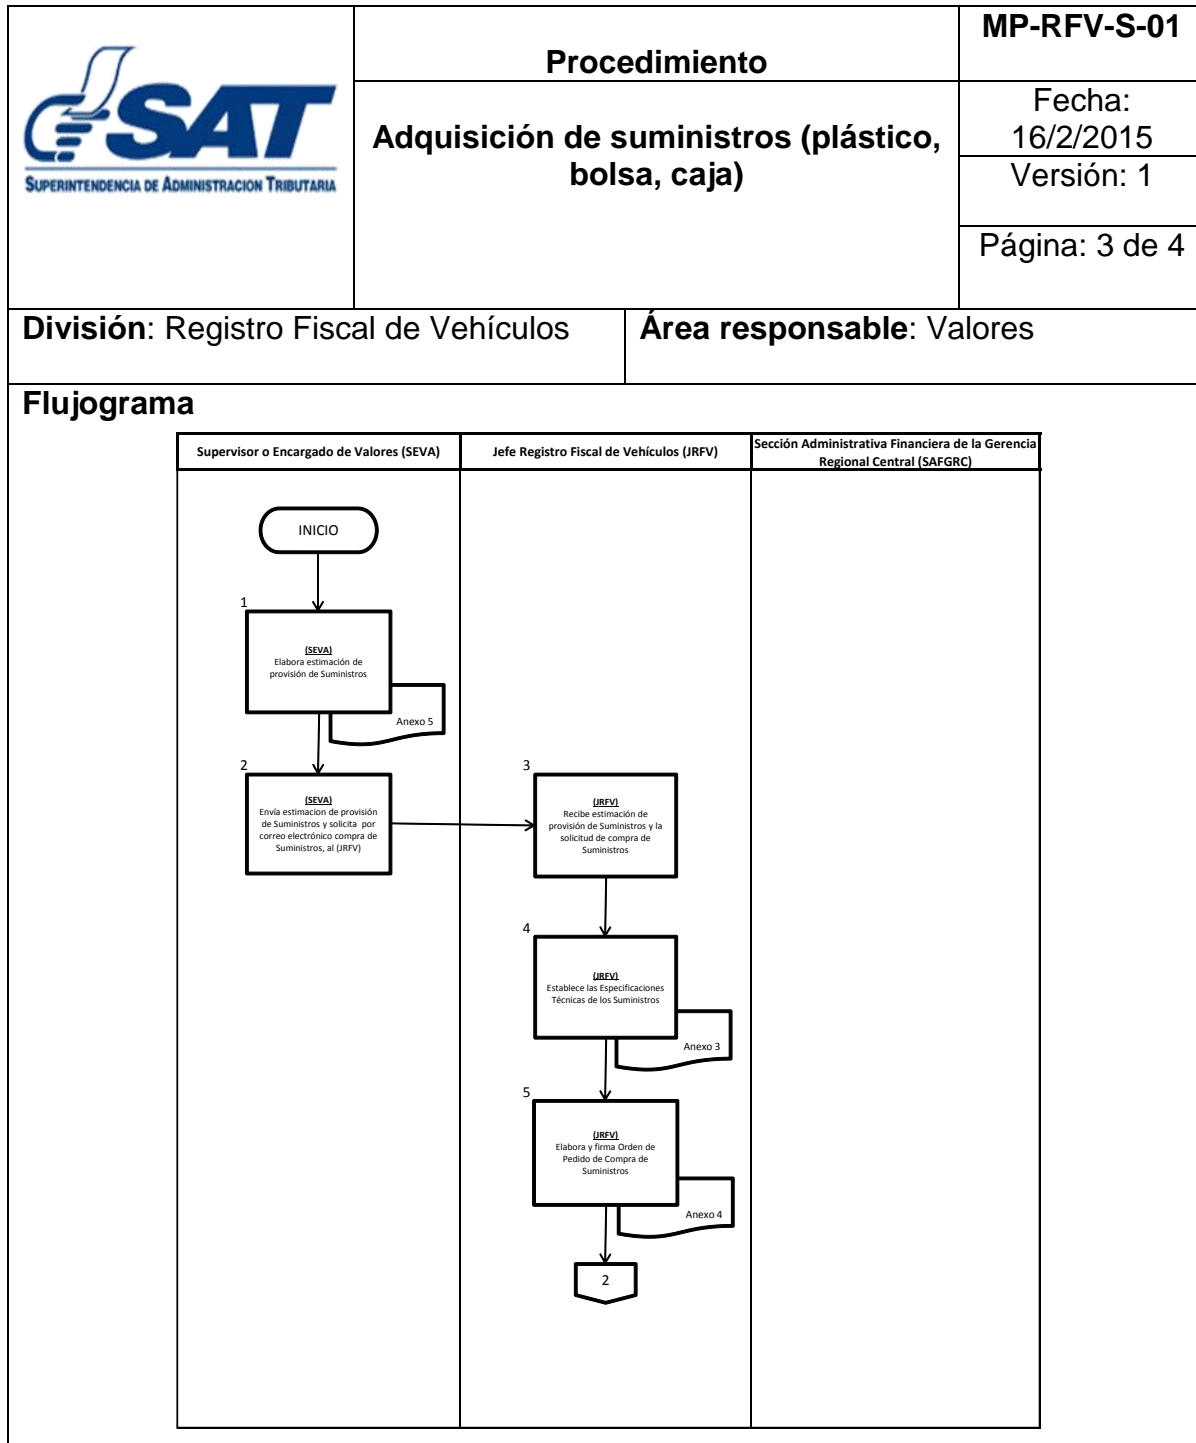 SAT
SUPERINTENDENCIA DE ADMINISTRACION TRIBUTARIA
Procedimiento
Adquisición de suministros (plástico,
bolsa, caja)
MP-RFV-S-01
Fecha:
16/2/2015
Versión: 1
Página: 3 de 4
División: Registro Fiscal de Vehículos
Área responsable: Valores
Flujograma
Supervisor o Encargado de Valores (SEVA)
Jefe Registro Fiscal de Vehículos (JRFV)
Sección Administrativa Financiera de la Gerencia
Regional Central (SAFGRC)
INICIO
1
(SEVA)
Elabora estimación de
provisión de Suministros
Anexo 5
2
(SEVA)
Envía estimacion de provisión
de Suministros y solicita por
correo electrónico compra de
Suministros, al (JRFV)
3
(JRFV)
Recibe estimación de
provisión de Suministros y la
solicitud de compra de
Suministros
4
(JRFV)
Establece las Especificaciones
Técnicas de los Suministros
Anexo 3
5
(JRFV)
Elabora y firma Orden de
Pedido de Compra de
Suministros
Anexo 4
2